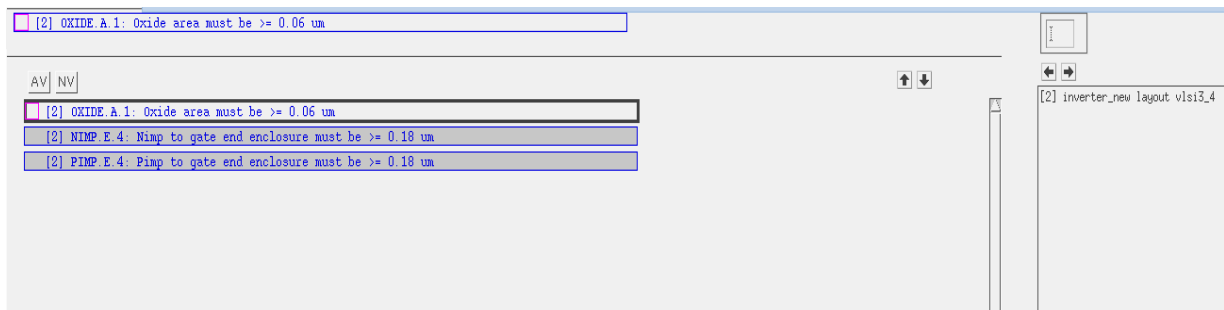 [2] OXIDE.A.1: Oxide area must be >= 0.06 um
AV NV
[2] OXIDE.A.1: Oxide area must be >= 0.06 um
[2] NIMP.E.4: Nimp to gate end enclosure must be >= 0.18 um
[2] PIMP.E.4: Pimp to gate end enclosure must be >= 0.18 um
[2] inverter_new layout vlsi3_4